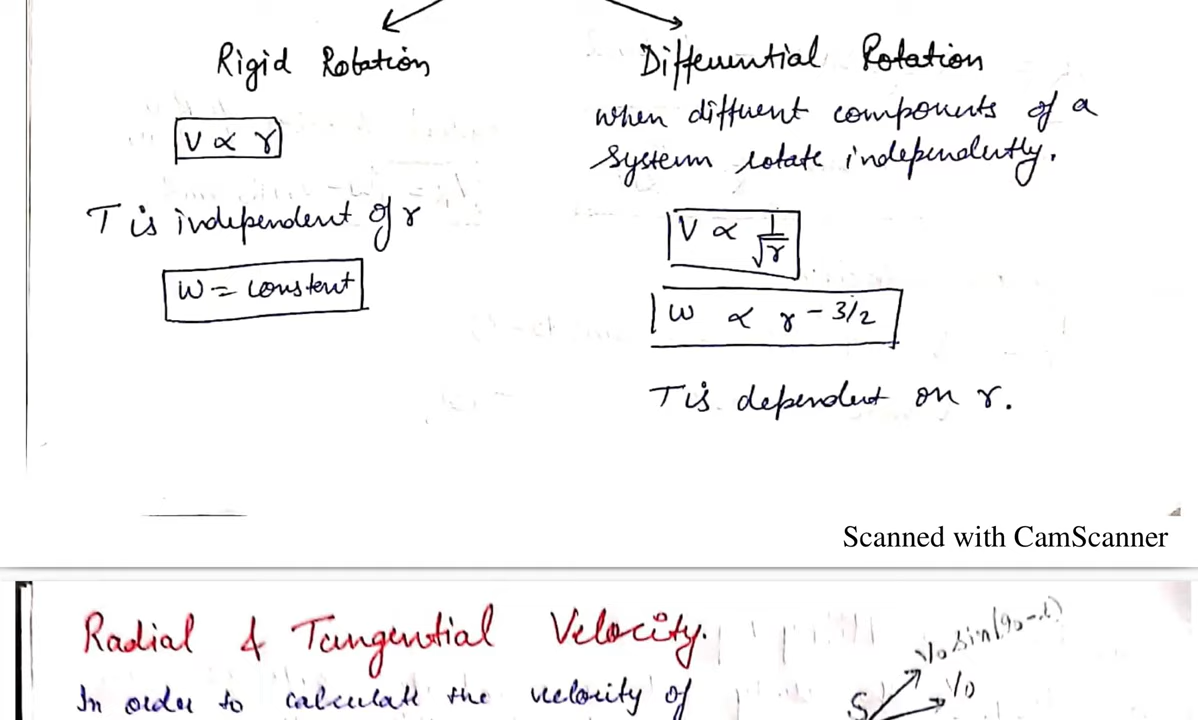 Rigid Rotation
V ∝ r
T is independent of r
w = constent
Differential Rotation
when different components of a
system rotate independently.
V ∝ 1/√r
w ∝ r - 3/2
T is dependent on r.
Scanned with CamScanner
Radial & Tangential Velocity.
In order to calculate the velocity of
V0 sin(90-l)
S
V0